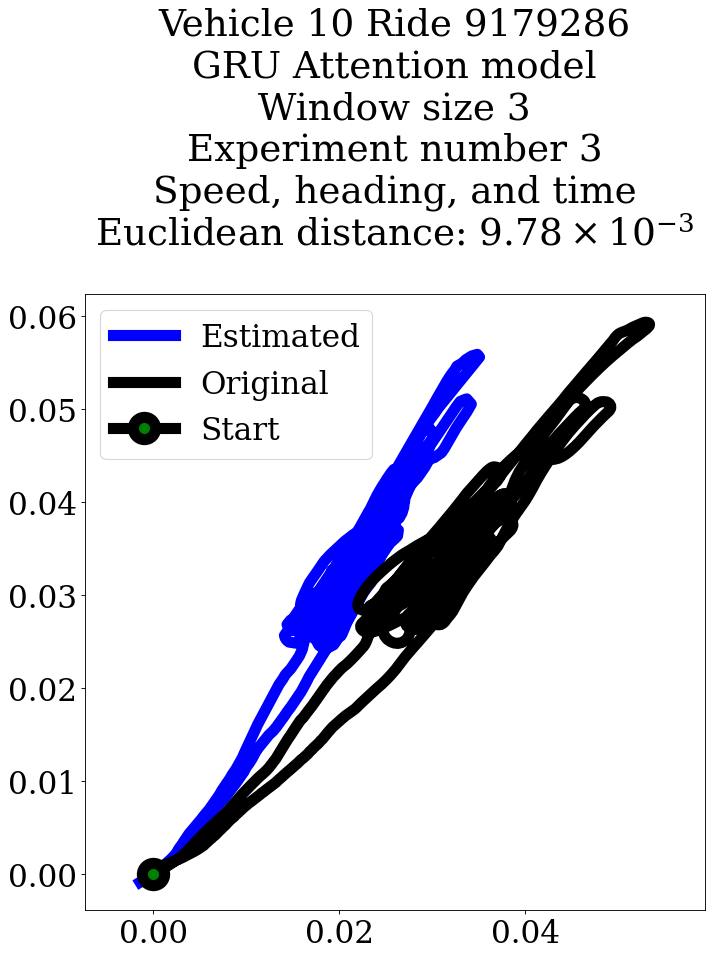 Vehicle 10 Ride 9179286
GRU Attention model
Window size 3
Experiment number 3
Speed, heading, and time
Euclidean distance: 9.78 × 10⁻³
Estimated
Original
Start
0.06
0.05
0.04
0.03
0.02
0.01
0.00
0.00 0.02 0.04